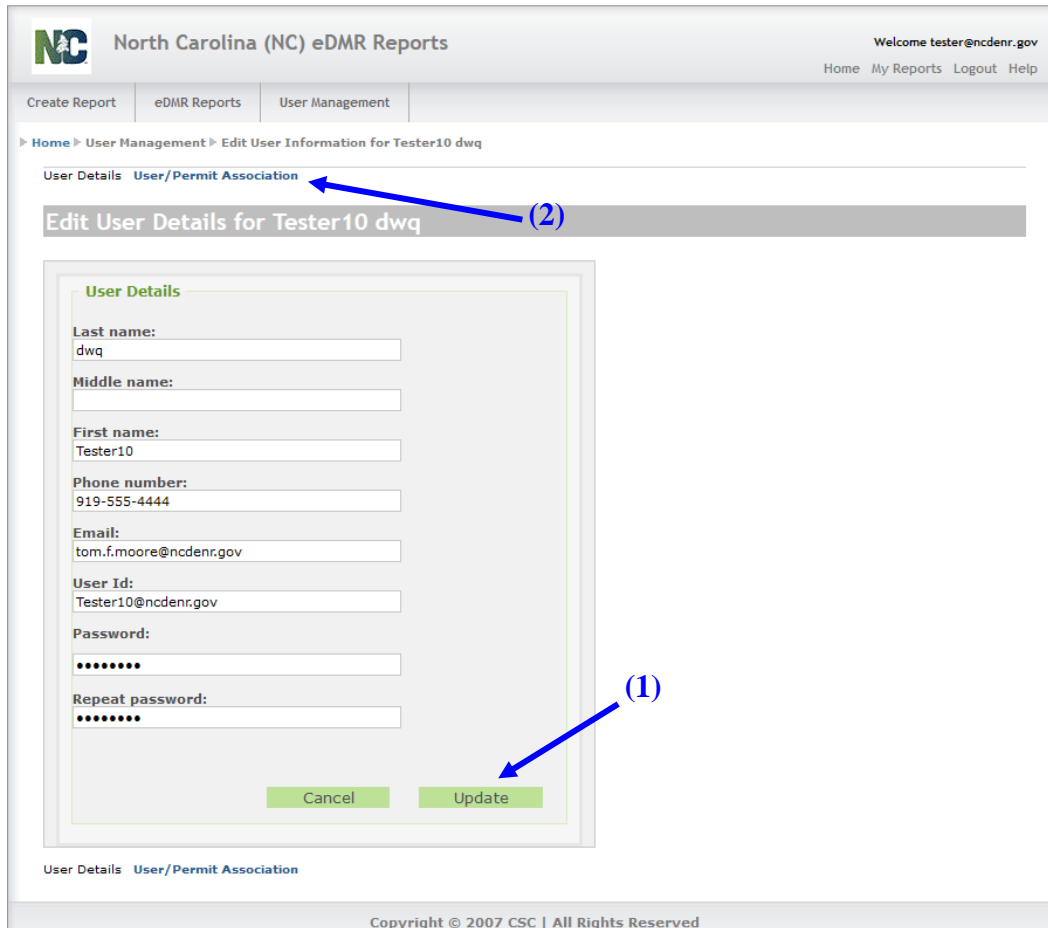 NC North Carolina (NC) eDMR Reports
Welcome tester@ncdenr.gov
Home My Reports Logout Help
Create Report eDMR Reports User Management
Home User Management Edit User Information for Tester10 dwq
User Details User/Permit Association
(2)
Edit User Details for Tester10 dwq
User Details
Last name:
dwq
Middle name:
First name:
Tester10
Phone number:
919-555-4444
Email:
tom.f.moore@ncdenr.gov
User Id:
Tester10@ncdenr.gov
Password:
••••••••
(1)
Repeat password:
••••••••
Cancel Update
User Details User/Permit Association
Copyright © 2007 CSC | All Rights Reserved